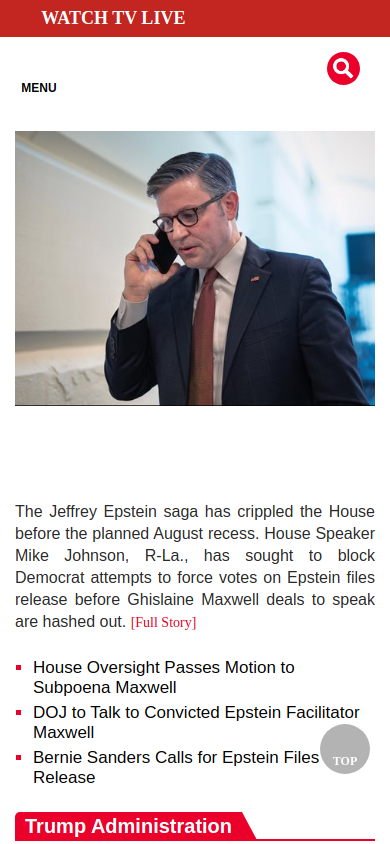 WATCH TV LIVE
MENU
The Jeffrey Epstein saga has crippled the House
before the planned August recess. House Speaker
Mike Johnson, R-La., has sought to block
Democrat attempts to force votes on Epstein files
release before Ghislaine Maxwell deals to speak
are hashed out. [Full Story]
House Oversight Passes Motion to
Subpoena Maxwell
DOJ to Talk to Convicted Epstein Facilitator
Maxwell
Bernie Sanders Calls for Epstein Files
Release
TOP
Trump Administration